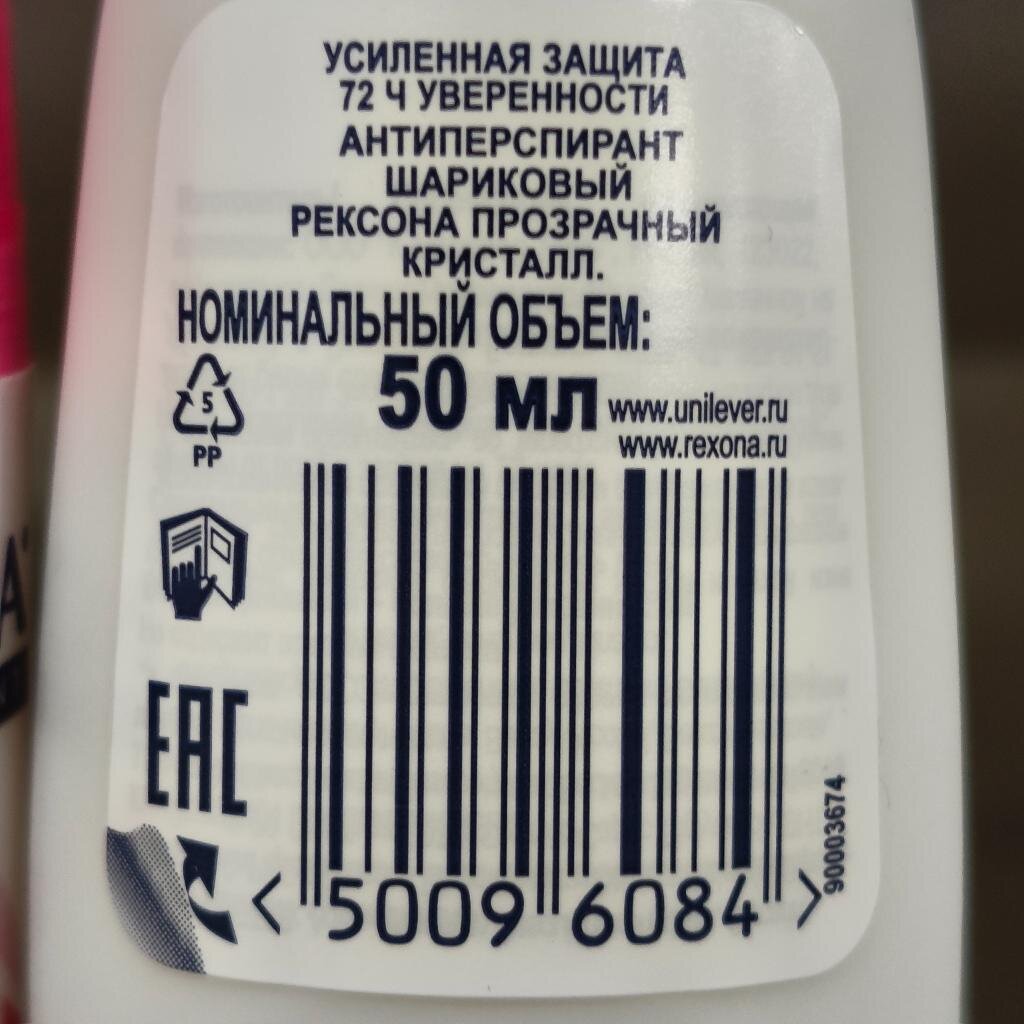 УСИЛЕННАЯ ЗАЩИТА
72 Ч УВЕРЕННОСТИ
АНТИПЕРСПИРАНТ
ШАРИКОВЫЙ
РЕКСОНА ПРОЗРАЧНЫЙ
КРИСТАЛЛ.
НОМИНАЛЬНЫЙ ОБЪЕМ:
50 мл
www.unilever.ru
www.rexona.ru
5
PP
EAC
<5009 6084>
90003674
A